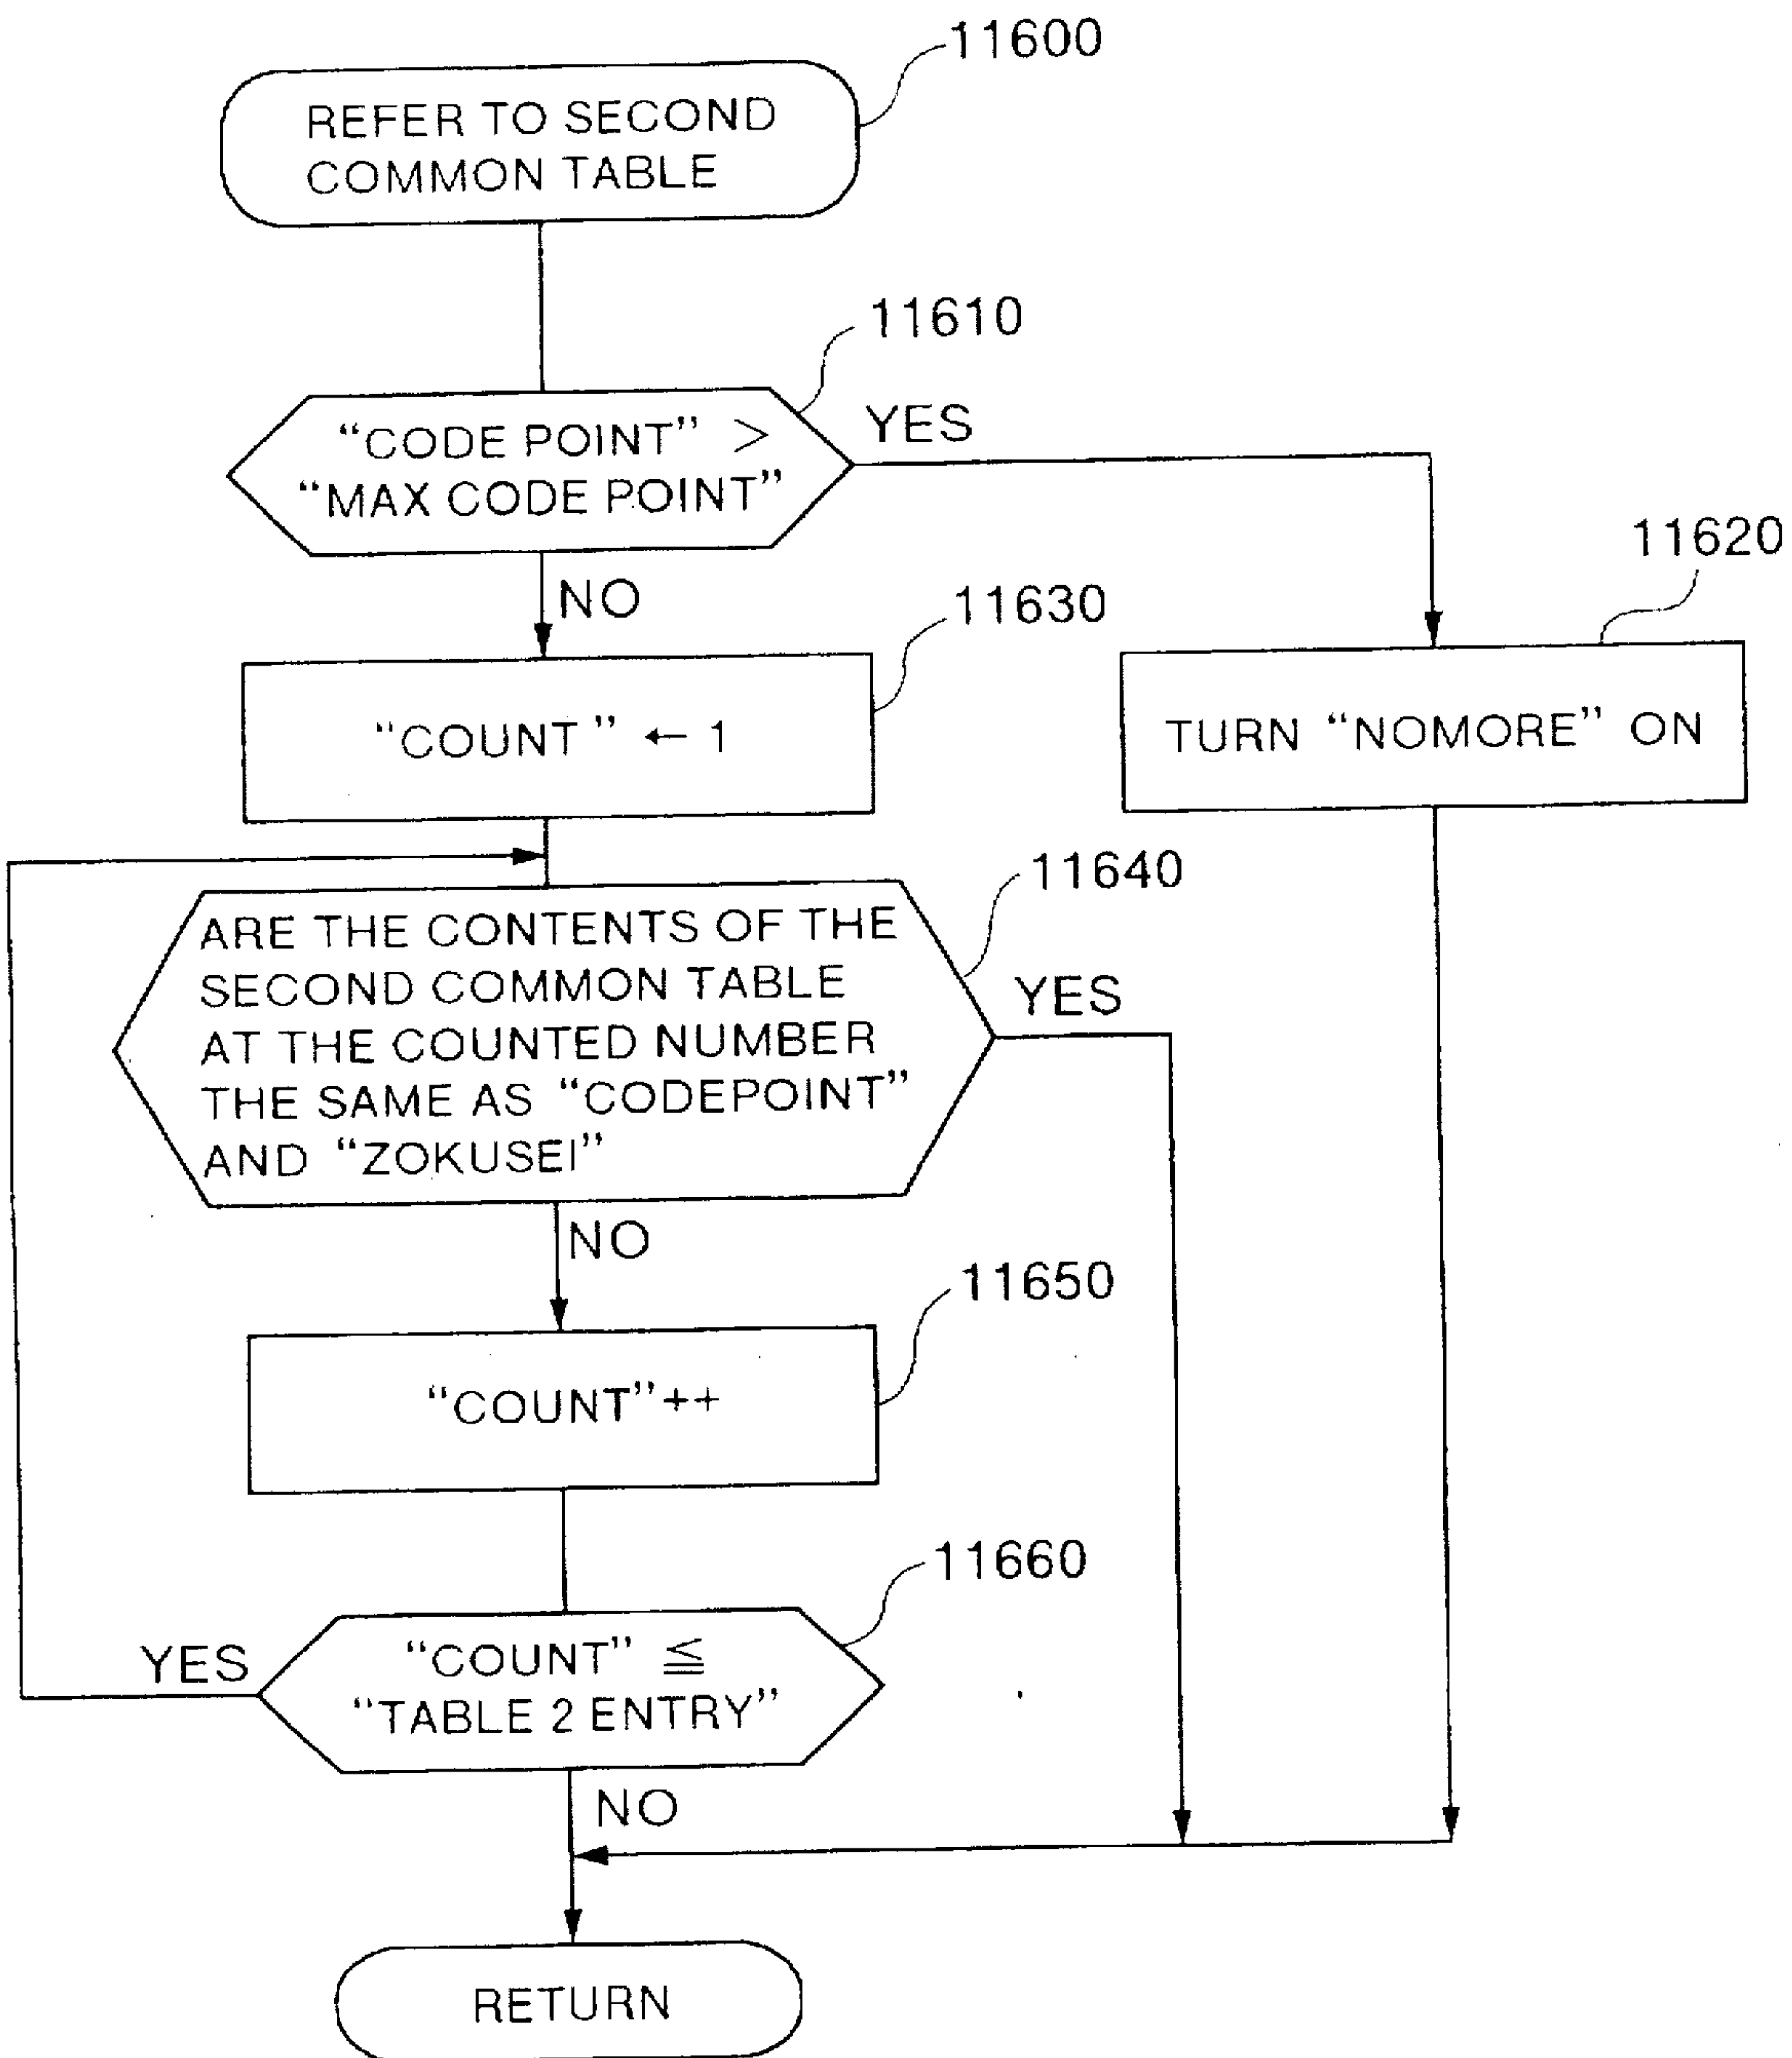 11600
REFER TO SECOND
COMMON TABLE
11610
"CODE POINT" >
"MAX CODE POINT"
YES
11620
NO
11630
"COUNT" ← 1
TURN "NOMORE" ON
11640
ARE THE CONTENTS OF THE
SECOND COMMON TABLE
AT THE COUNTED NUMBER
THE SAME AS "CODEPOINT"
AND "ZOKUSEI"
YES
NO
11650
"COUNT"++
11660
YES
"COUNT" ≦
"TABLE 2 ENTRY"
NO
RETURN